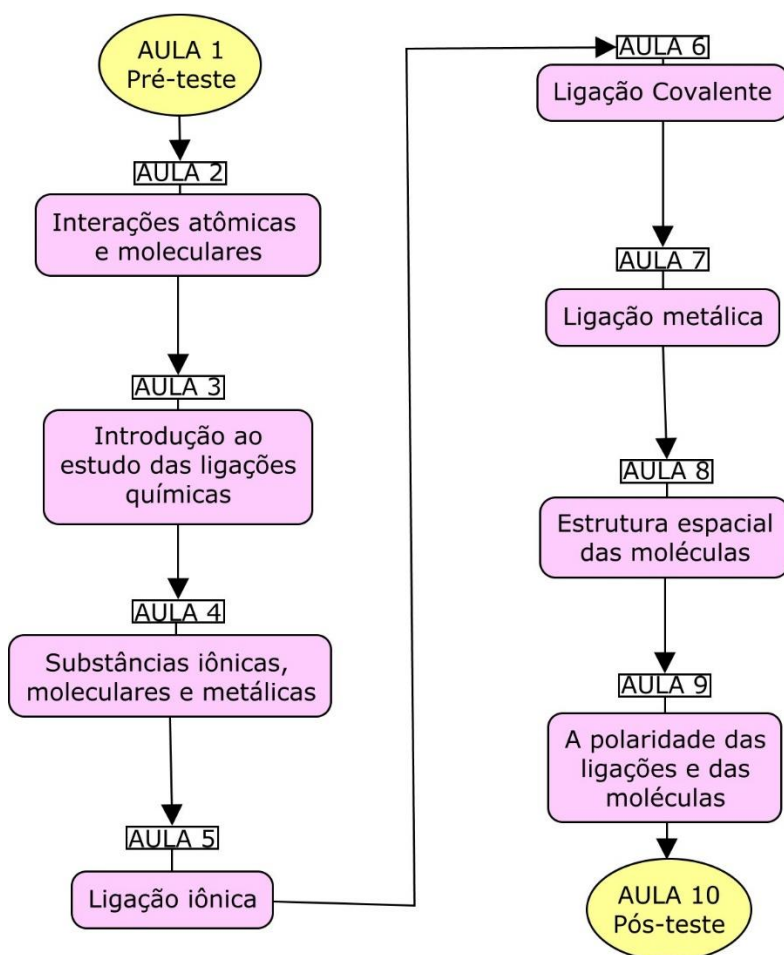 AULA 1
Pré-teste
AULA 2
Interações atômicas
e moleculares
AULA 3
Introdução ao
estudo das ligações
químicas
AULA 4
Substâncias iônicas,
moleculares e metálicas
AULA 5
Ligação iônica
AULA 6
Ligação Covalente
AULA 7
Ligação metálica
AULA 8
Estrutura espacial
das moléculas
AULA 9
A polaridade das
ligações e das
moléculas
AULA 10
Pós-teste